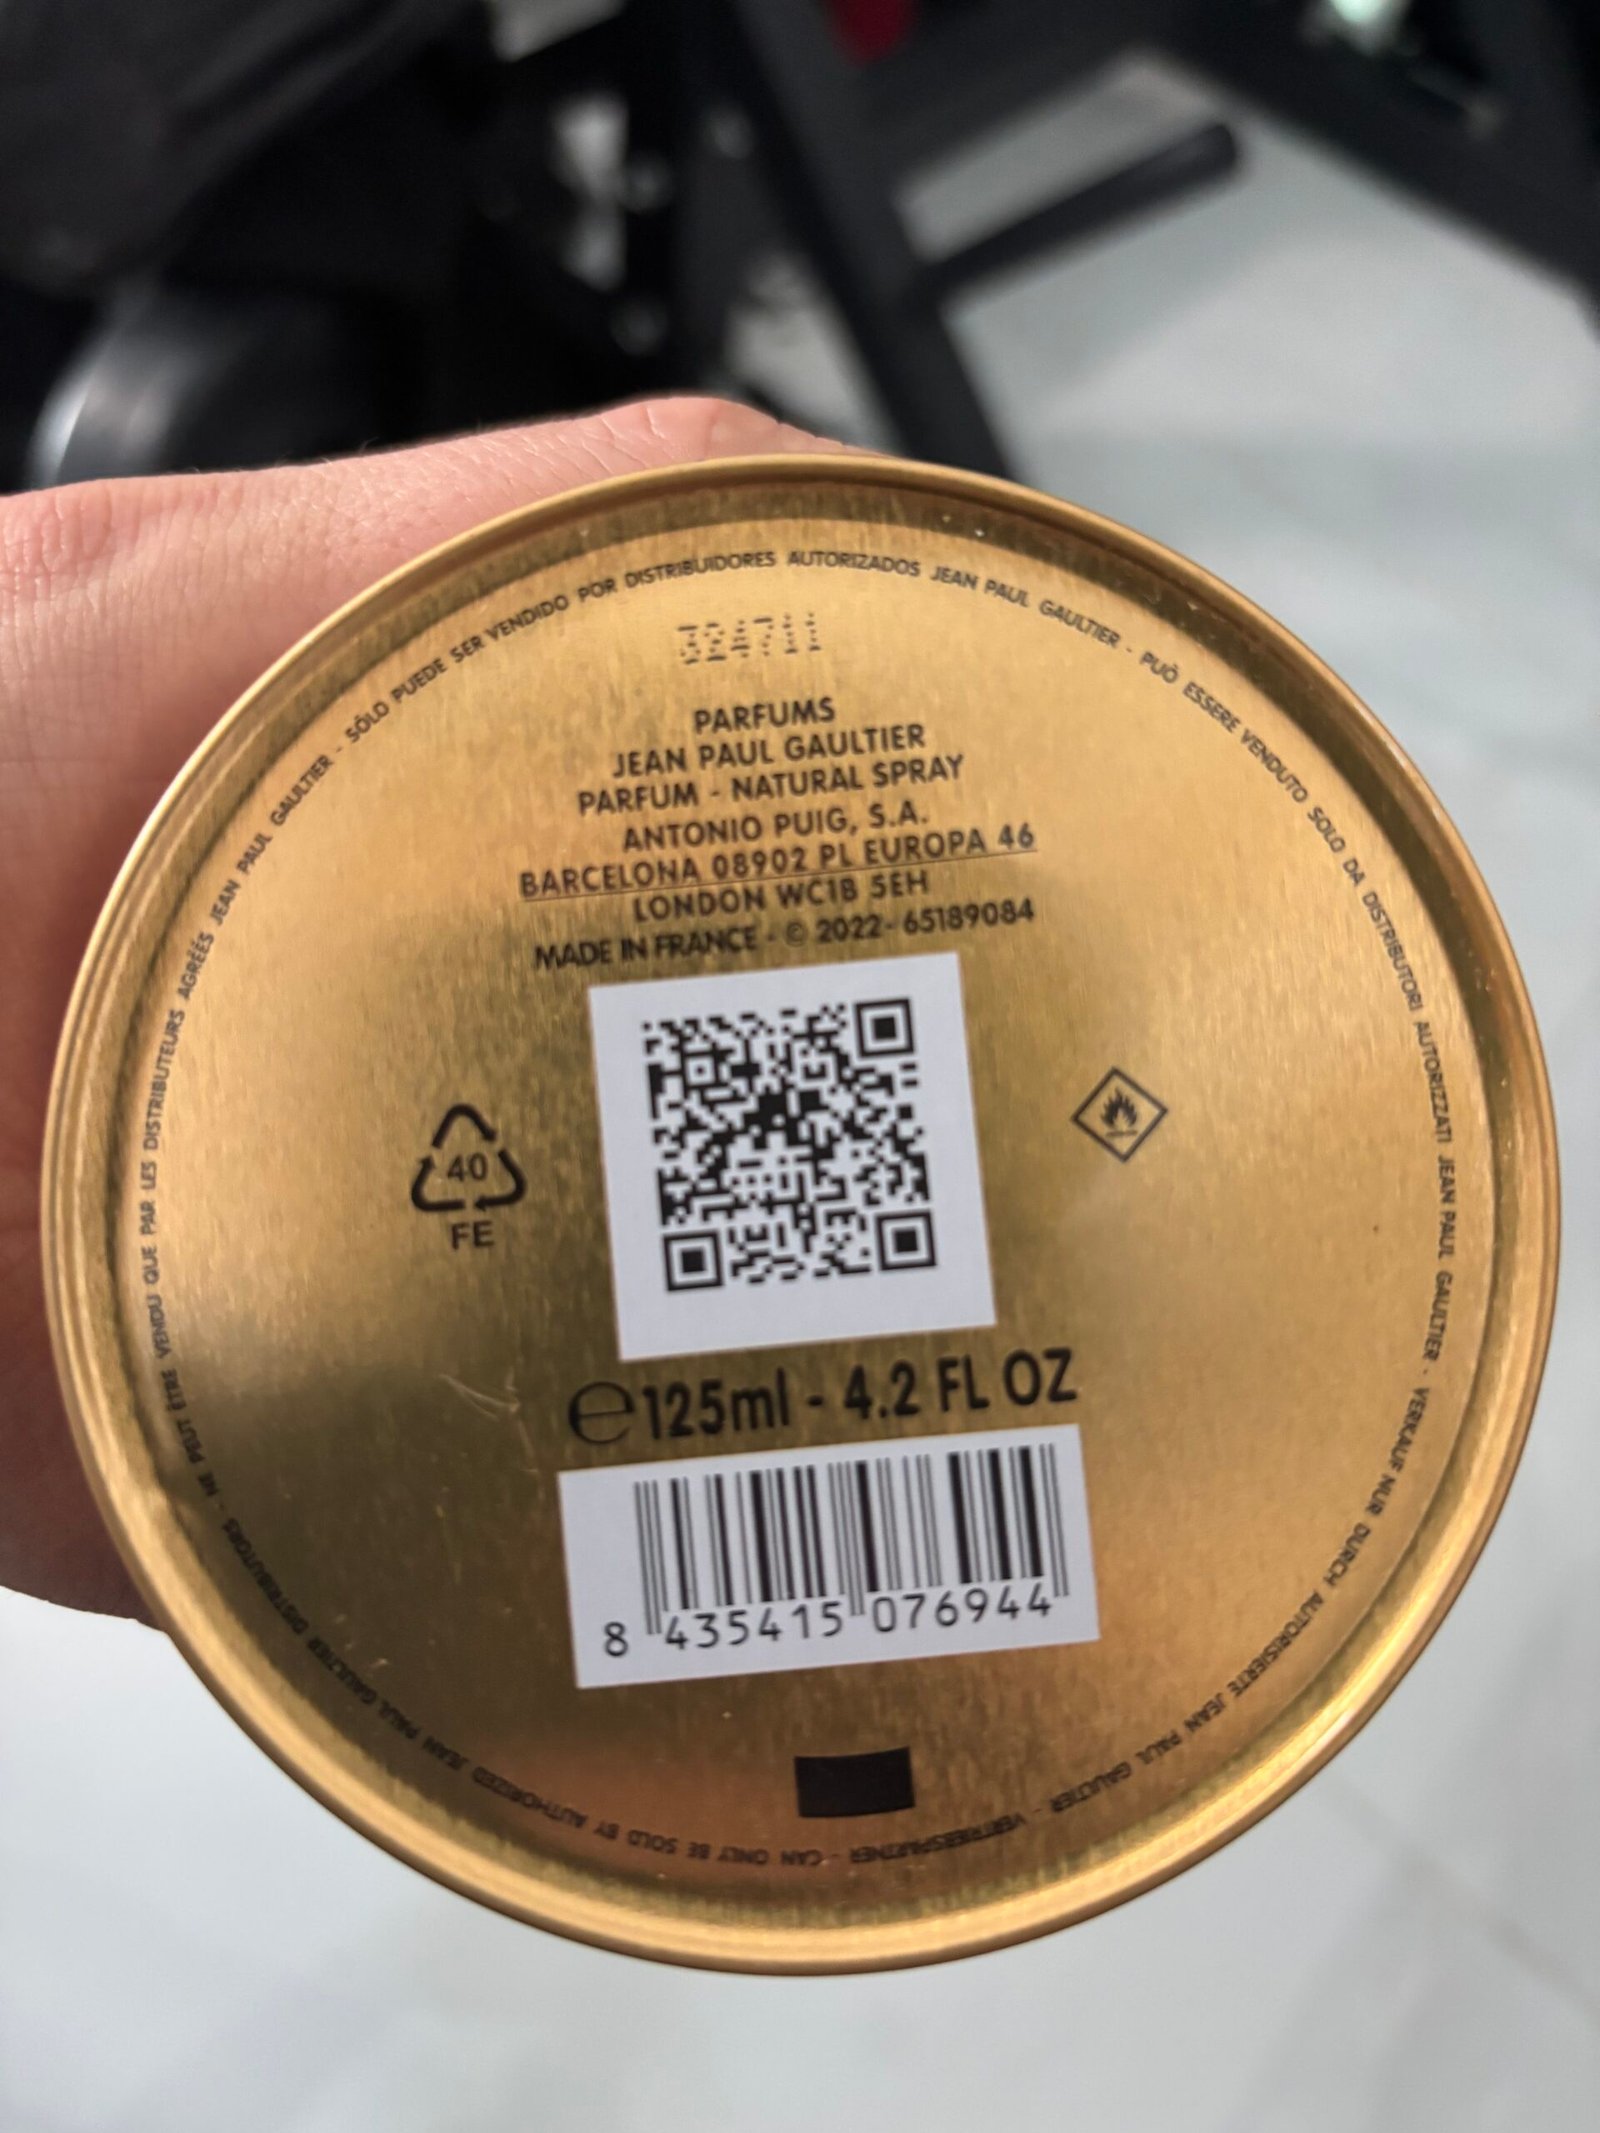 324711
PARFUMS
JEAN PAUL GAULTIER
PARFUM - NATURAL SPRAY
ANTONIO PUIG, S.A.
BARCELONA 08902 PL EUROPA 46
LONDON WC1B 5EH
MADE IN FRANCE - © 2022 - 65189084
40
FE
℮125ml - 4.2 FL OZ
8 435415 076944
NE PEUT ÊTRE VENDU QUE PAR LES DISTRIBUTEURS AGRÉÉS JEAN PAUL GAULTIER - SÓLO PUEDE SER VENDIDO POR DISTRIBUIDORES AUTORIZADOS JEAN PAUL GAULTIER - PUÒ ESSERE VENDUTO SOLO DA DISTRIBUTORI AUTORIZZATI JEAN PAUL GAULTIER - VERKAUF NUR DURCH AUTORISIERTE JEAN PAUL GAULTIER - VERTRIEBSPARTNER - CAN ONLY BE SOLD BY AUTHORIZED JEAN PAUL GAULTIER DISTRIBUTORS -